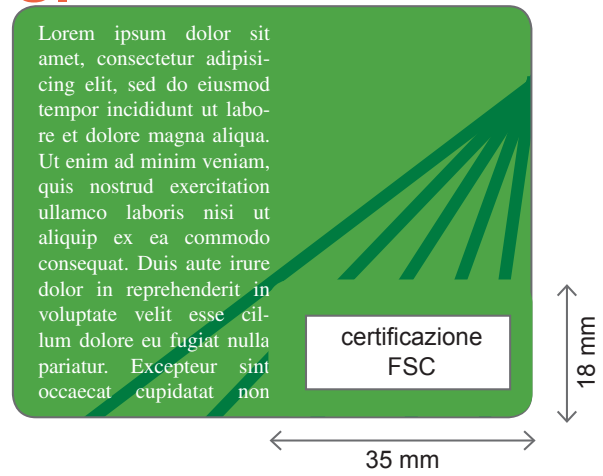 Lorem ipsum dolor sit
amet, consectetur adipisi-
cing elit, sed do eiusmod
tempor incididunt ut labo-
re et dolore magna aliqua.
Ut enim ad minim veniam,
quis nostrud exercitation
ullamco laboris nisi ut
aliquip ex ea commodo
consequat. Duis aute irure
dolor in reprehenderit in
voluptate velit esse cil-
lum dolore eu fugiat nulla
pariatur. Excepteur sint
occaecat cupidatat non
certificazione
FSC
18 mm
35 mm